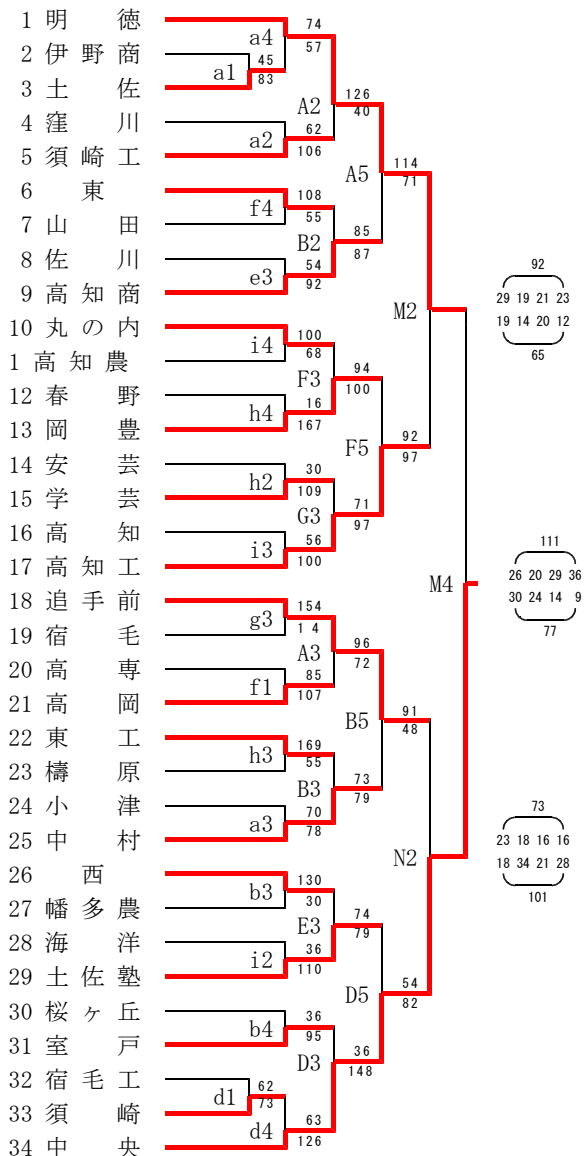 1 明 徳
2 伊野商
3 土 佐
4 窪 川
5 須崎工
6 東
7 山 田
8 佐 川
9 高知商
10 丸の内
1 高知農
12 春 野
13 岡 豊
14 安 芸
15 学 芸
16 高 知
17 高知工
18 追手前
19 宿 毛
20 高 専
21 高 岡
22 東 工
23 檮 原
24 小 津
25 中 村
26 西
27 幡多農
28 海 洋
29 土佐塾
30 桜ヶ丘
31 室 戸
32 宿毛工
33 須 崎
34 中 央
a1
45
83
d1
62
73
a4
74
57
a2
62
106
f4
108
55
e3
54
92
i4
100
68
h4
16
167
h2
30
109
i3
56
100
g3
154
1 4
f1
85
107
h3
169
55
a3
70
78
b3
130
30
i2
36
110
b4
36
95
d4
63
126
A2
126
40
B2
85
87
F3
94
100
G3
71
97
A3
96
72
B3
73
79
E3
74
79
D3
36
148
A5
114
71
F5
92
97
B5
91
48
D5
54
82
M2
92
29 19 21 23
19 14 20 12
65
M4
111
26 20 29 36
30 24 14 9
77
N2
73
23 18 16 16
18 34 21 28
101